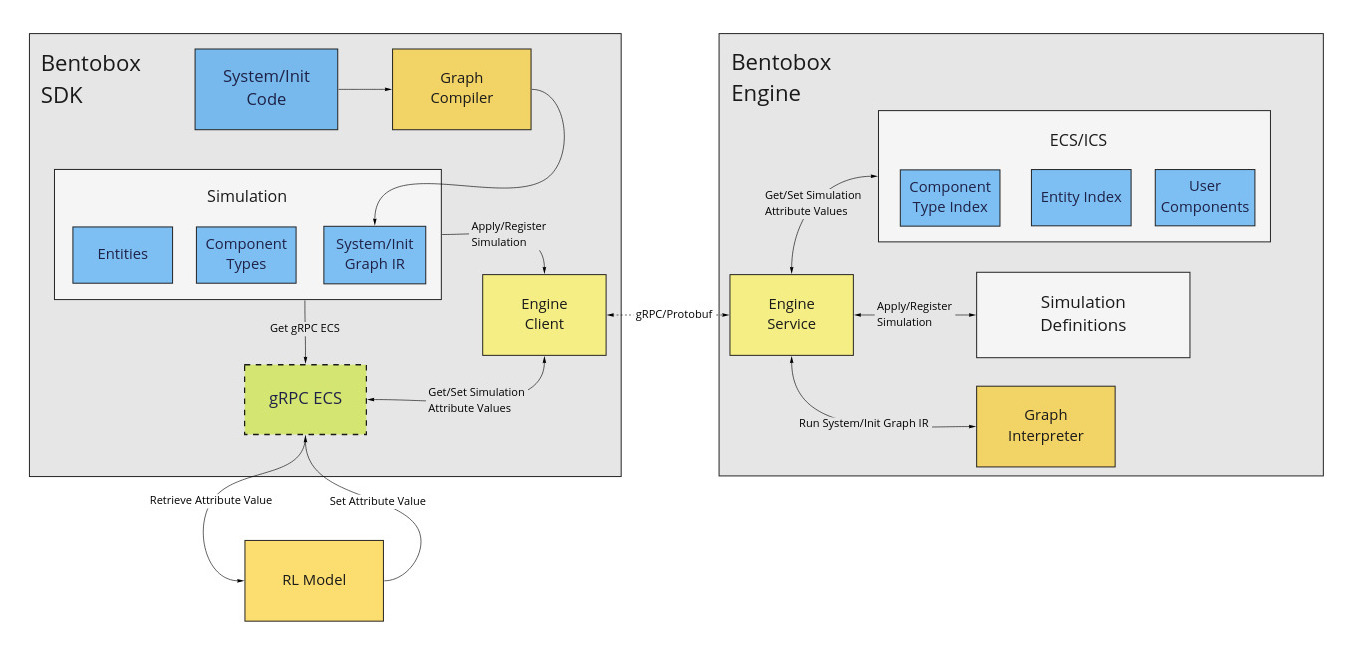 Bentobox
SDK
System/Init
Code
Graph
Compiler
Simulation
Entities
Component
Types
System/Init
Graph IR
Apply/Register
Simulation
Engine
Client
Get gRPC ECS
gRPC ECS
Get/Set Simulation
Attribute Values
Retrieve Attribute Value
Set Attribute Value
RL Model
gRPC/Protobuf
Bentobox
Engine
ECS/ICS
Component
Type Index
Entity Index
User
Components
Get/Set Simulation
Attribute Values
Engine
Service
Apply/Register
Simulation
Simulation
Definitions
Run System/Init Graph IR
Graph
Interpreter